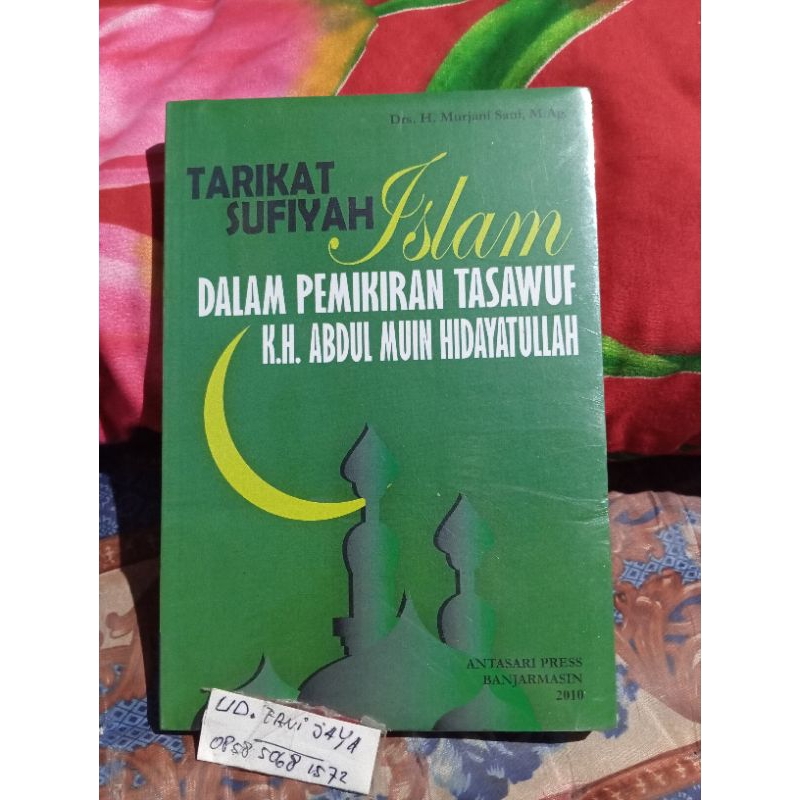 Drs. H. Murjani Sani, M.Ag.
TARIKAT
SUFIYAH Islam
DALAM PEMIKIRAN TASAWUF
K.H. ABDUL MUIN HIDAYATULLAH
ANTASARI PRESS
BANJARMASIN
2010
UD. ZANI JAYA
0858 5068 1572